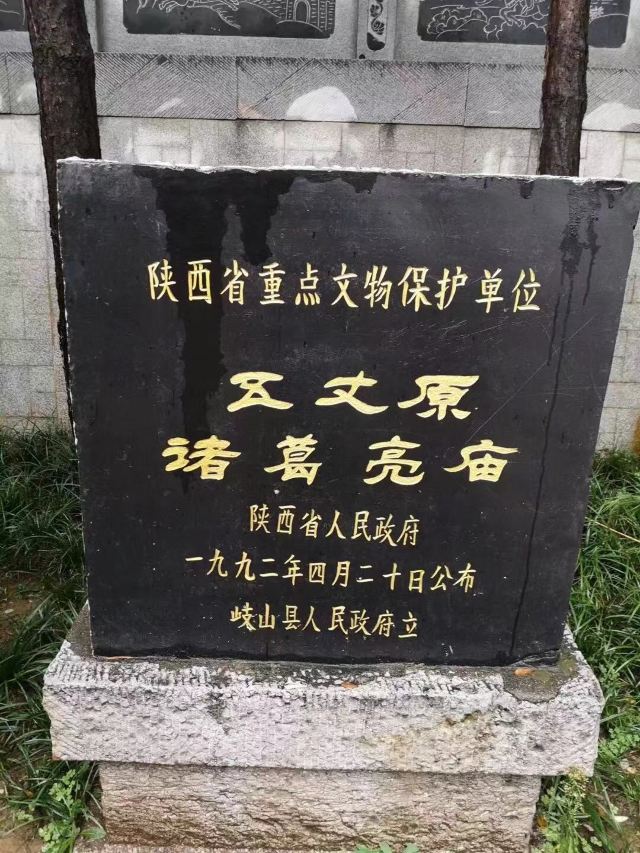 陕西省重点文物保护单位
五丈原
诸葛亮庙
陕西省人民政府
一九九二年四月二十日公布
岐山县人民政府立